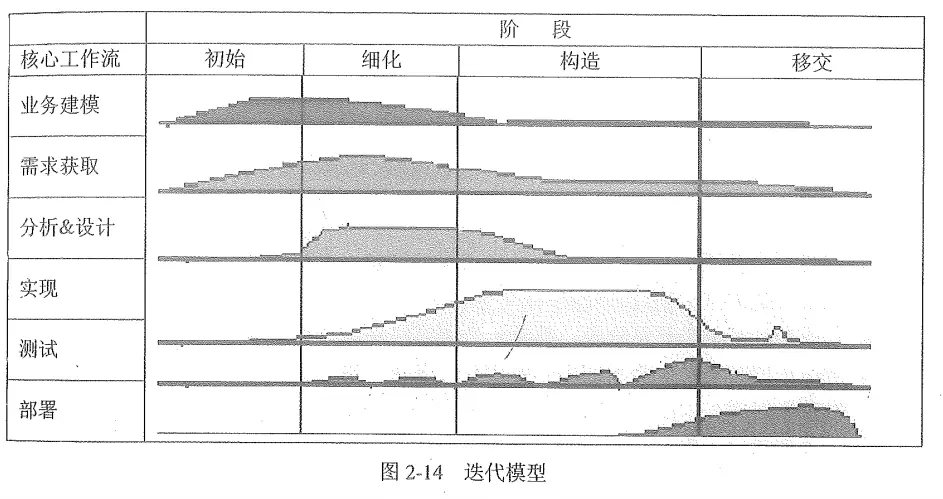 阶 段
核心工作流 初始 细化 构造 移交
业务建模
需求获取
分析&设计
实现
测试
部署
图 2-14 迭代模型